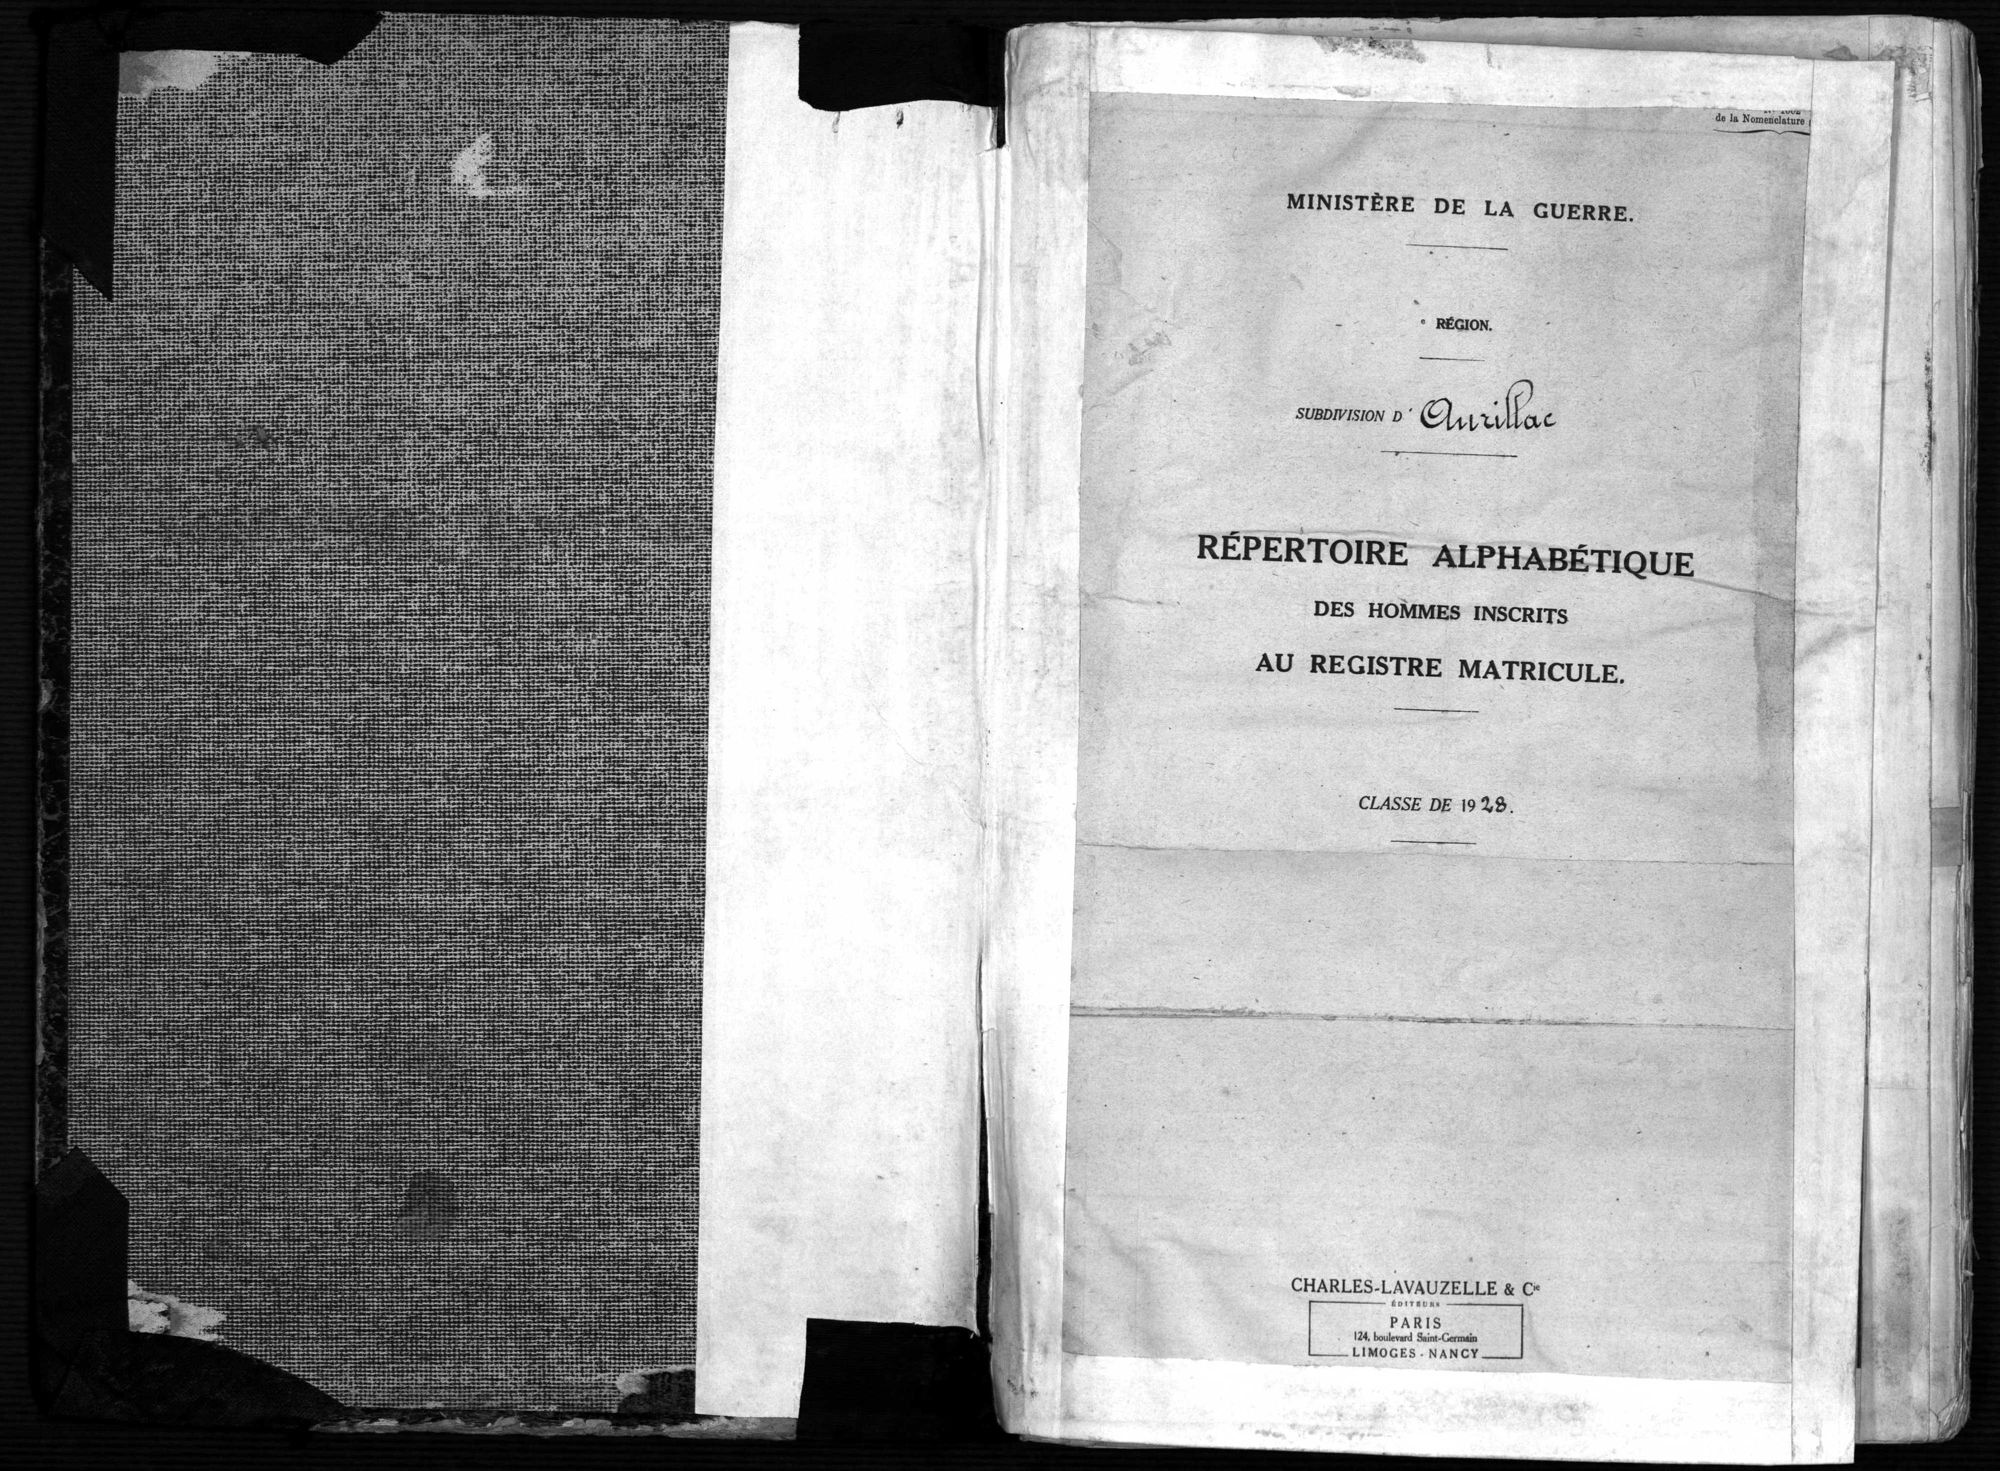 de la Nomenclature
MINISTÈRE DE LA GUERRE.
e RÉGION.
SUBDIVISION D' Aurillac
RÉPERTOIRE ALPHABÉTIQUE
DES HOMMES INSCRITS
AU REGISTRE MATRICULE.
CLASSE DE 1928.
CHARLES-LAVAUZELLE & Cie
ÉDITEURS
PARIS
124, boulevard Saint-Germain
LIMOGES - NANCY